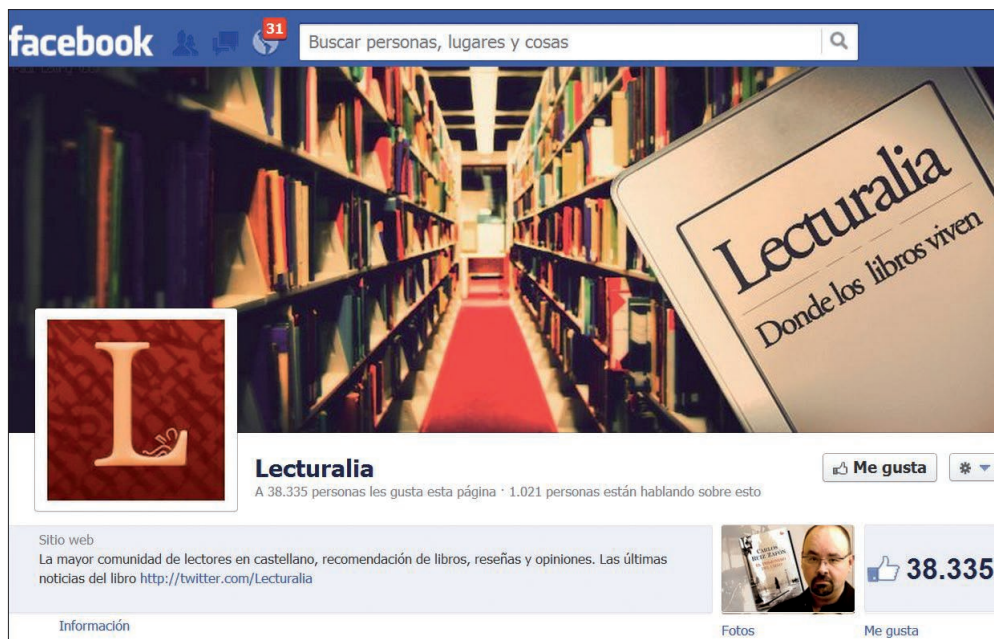 facebook
31
Buscar personas, lugares y cosas
Lecturalia
Donde los libros viven
L
Lecturalia
Me gusta
A 38.335 personas les gusta esta página · 1.021 personas están hablando sobre esto
Sitio web
La mayor comunidad de lectores en castellano, recomendación de libros, reseñas y opiniones. Las últimas
noticias del libro http://twitter.com/Lecturalia
CARLOS
RUIZ ZAFÓN
38.335
Información
Fotos
Me gusta